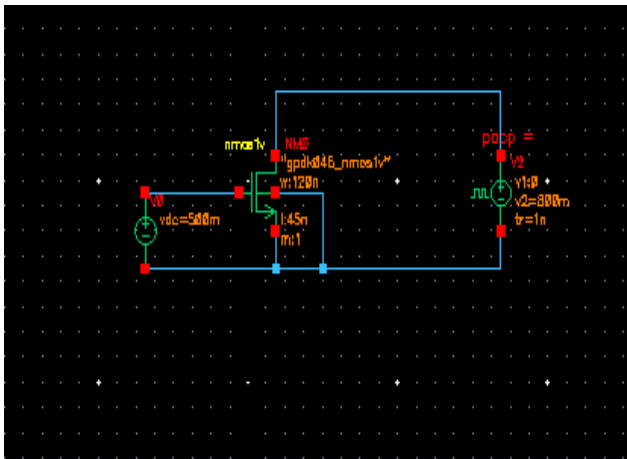 nmos1v NM0
"gpdk045_nmos1v"
w:120n
l:45n
m:1
V0
vdc=500m
V2
v1:0
v2=800m
tr=1n